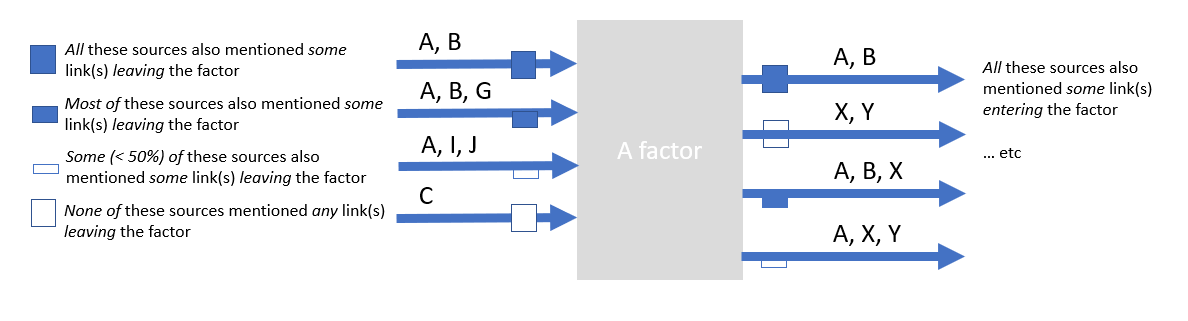 All these sources also mentioned some
link(s) leaving the factor
Most of these sources also mentioned some
link(s) leaving the factor
Some (< 50%) of these sources also
mentioned some link(s) leaving the factor
None of these sources mentioned any link(s)
leaving the factor
A, B
A, B, G
A, I, J
C
A factor
A, B
X, Y
A, B, X
A, X, Y
All these sources also
mentioned some link(s)
entering the factor
... etc